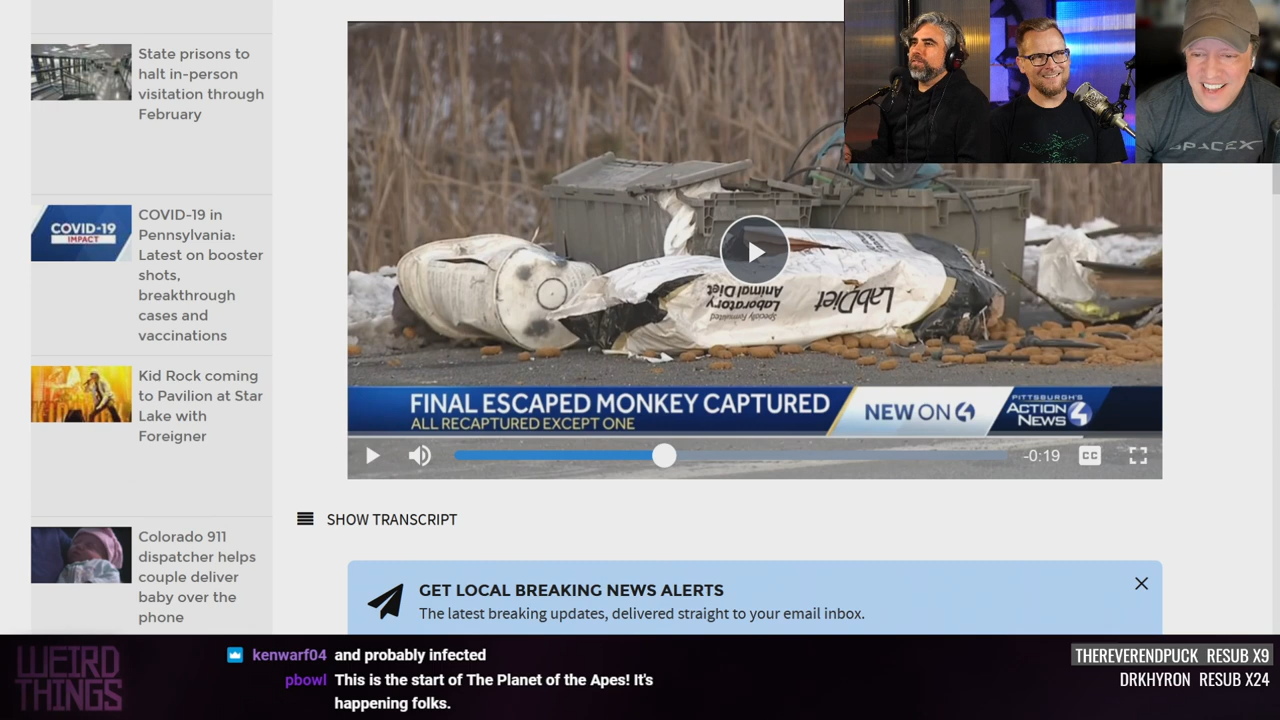 State prisons to
halt in-person
visitation through
February
COVID-19
IMPACT
COVID-19 in
Pennsylvania:
Latest on booster
shots,
breakthrough
cases and
vaccinations
Kid Rock coming
to Pavilion at Star
Lake with
Foreigner
Colorado 911
dispatcher helps
couple deliver
baby over the
phone
SPACEX
LabDiet
Specially Formulated
Laboratory
Animal Diet
FINAL ESCAPED MONKEY CAPTURED
ALL RECAPTURED EXCEPT ONE
NEW ON 4
PITTSBURGH'S
ACTION
NEWS 4
-0:19
CC
SHOW TRANSCRIPT
GET LOCAL BREAKING NEWS ALERTS
The latest breaking updates, delivered straight to your email inbox.
WEIRD
THINGS
kenwarf04 and probably infected
pbowl This is the start of The Planet of the Apes! It's
happening folks.
THEREVERENDPUCK RESUB X9
DRKHYRON RESUB X24